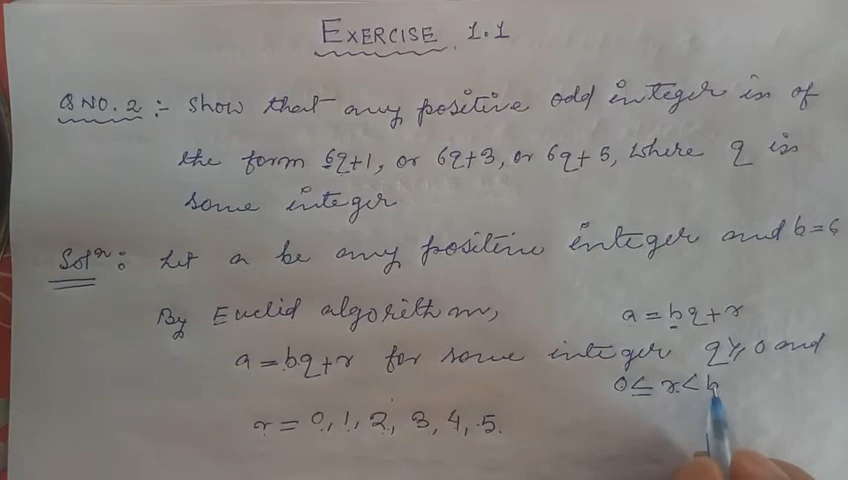 EXERCISE 1.1
Q NO. 2 :- Show that any positive odd integer is of
the form 6q+1, or 6q+3, or 6q+5, where q is
some integer
Solⁿ: Let a be any positive integer and b=6
By Euclid algorithm, a = bq+r
a = bq+r for some integer q ≥ 0 and
0 ≤ r < b
r = 0, 1, 2, 3, 4, 5.